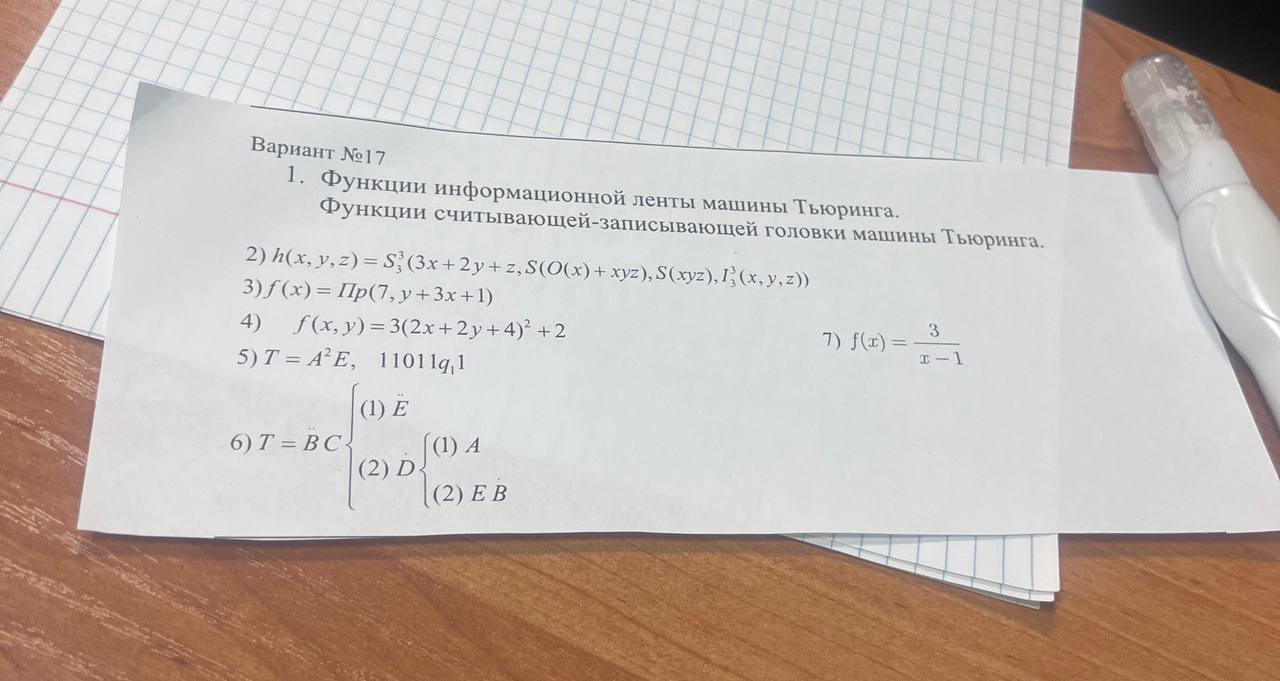 Вариант №17
1. Функции информационной ленты машины Тьюринга.
Функции считывающей-записывающей головки машины Тьюринга.
2) h(x, y, z) = S₃³(3x + 2y + z, S(O(x) + xyz), S(xyz), I₃³(x, y, z))
3) f(x) = Пр(7, y + 3x + 1)
4) f(x, y) = 3(2x + 2y + 4)² + 2
5) T = A²E, 11011q₁1
6) T = B̈ C { (1) Ë
(2) Ḋ { (1) A
(2) E Ḃ
7) f(x) = 3 / (x − 1)